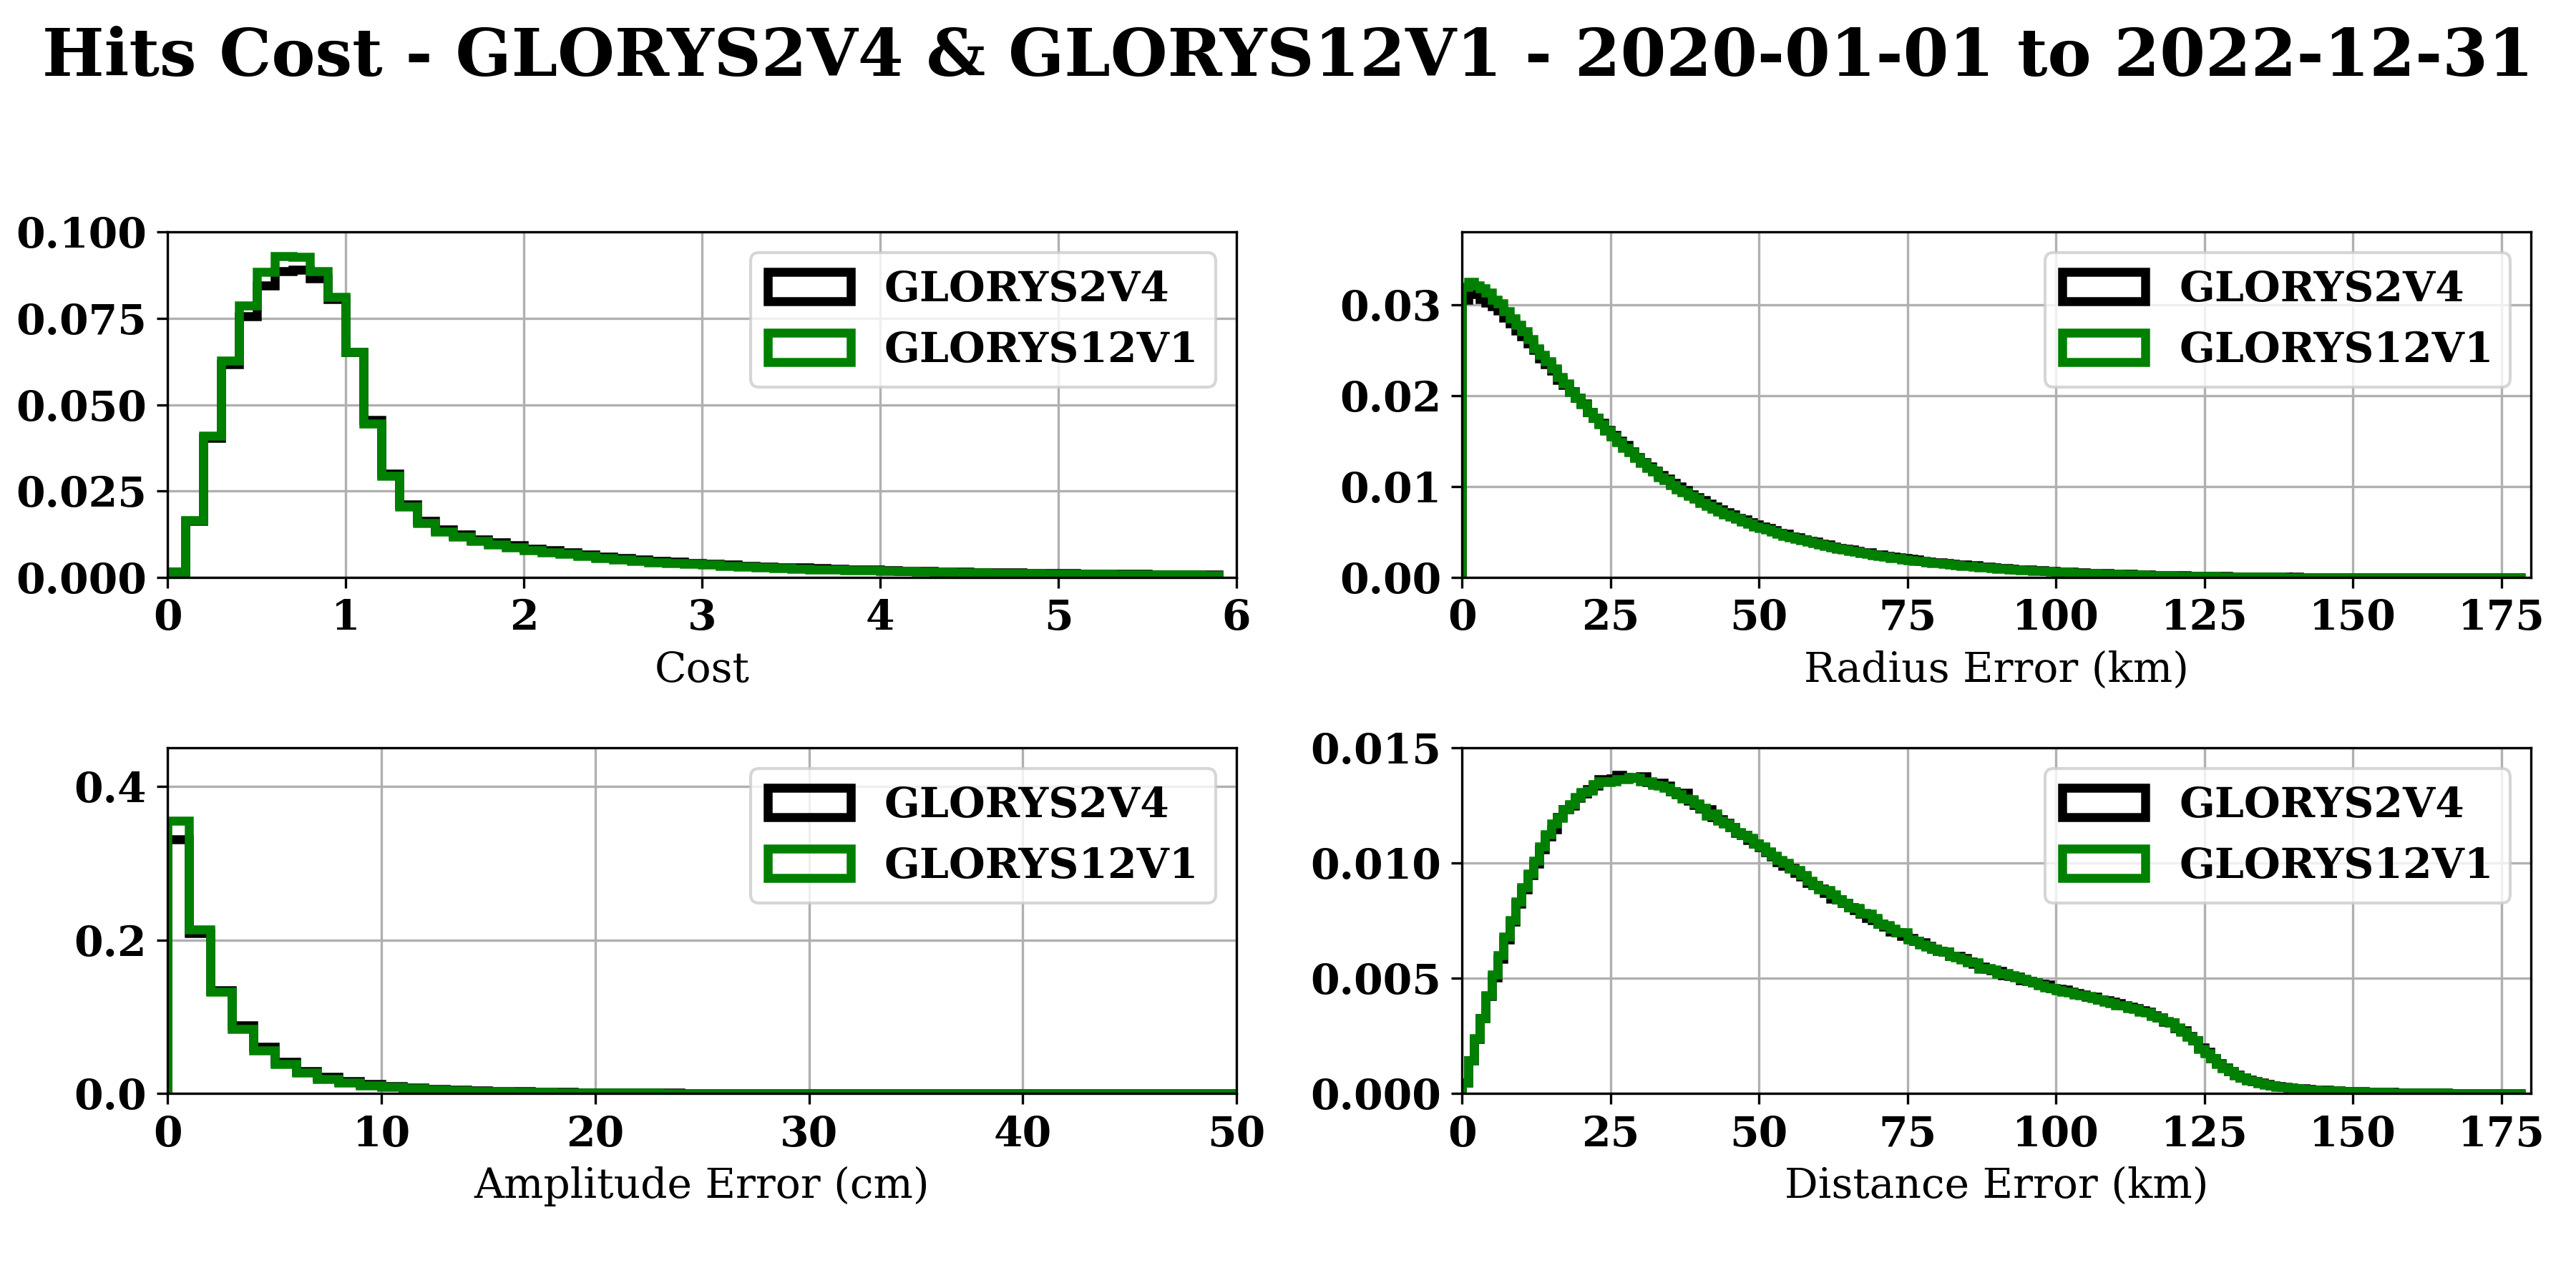 Hits Cost - GLORYS2V4 & GLORYS12V1 - 2020-01-01 to 2022-12-31
0.100
0.075
0.050
0.025
0.000
0 1 2 3 4 5 6
Cost
GLORYS2V4
GLORYS12V1
0.03
0.02
0.01
0.00
0 25 50 75 100 125 150 175
Radius Error (km)
GLORYS2V4
GLORYS12V1
0.4
0.2
0.0
0 10 20 30 40 50
Amplitude Error (cm)
GLORYS2V4
GLORYS12V1
0.015
0.010
0.005
0.000
0 25 50 75 100 125 150 175
Distance Error (km)
GLORYS2V4
GLORYS12V1